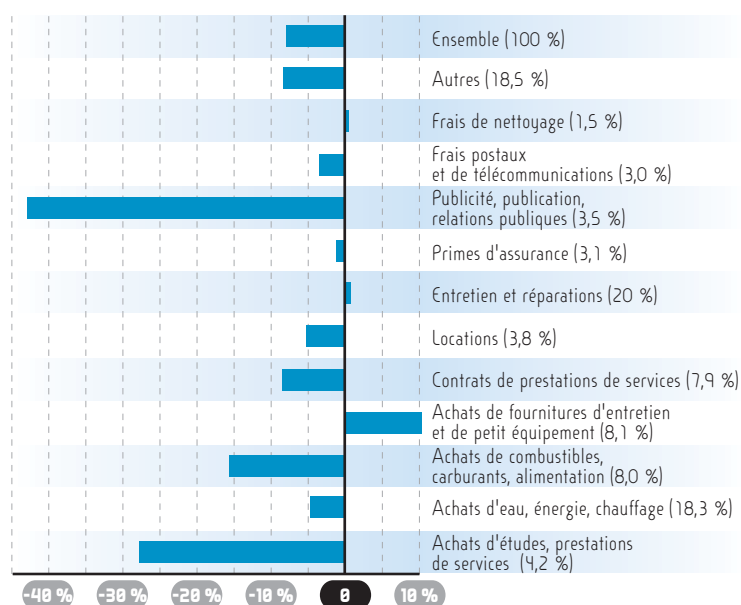 Ensemble (100 %)
Autres (18,5 %)
Frais de nettoyage (1,5 %)
Frais postaux
et de télécommunications (3,0 %)
Publicité, publication,
relations publiques (3,5 %)
Primes d'assurance (3,1 %)
Entretien et réparations (20 %)
Locations (3,8 %)
Contrats de prestations de services (7,9 %)
Achats de fournitures d'entretien
et de petit équipement (8,1 %)
Achats de combustibles,
carburants, alimentation (8,0 %)
Achats d'eau, énergie, chauffage (18,3 %)
Achats d'études, prestations
de services (4,2 %)
-40 % -30 % -20 % -10 % 0 10 %